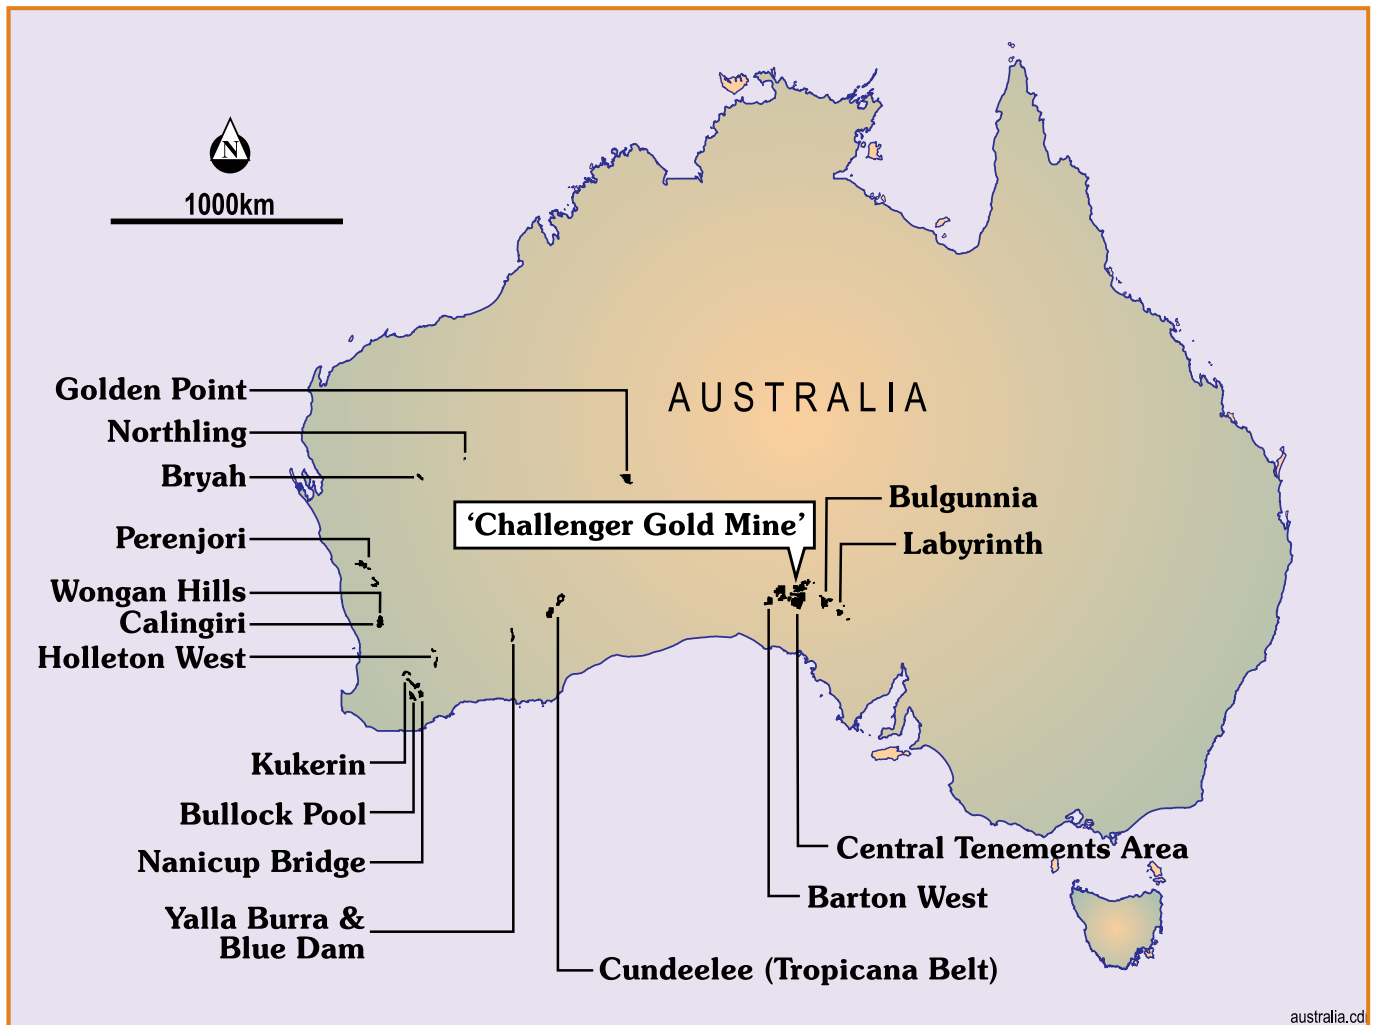 N
1000km
AUSTRALIA
Golden Point
Northling
Bryah
'Challenger Gold Mine'
Bulgunnia
Labyrinth
Perenjori
Wongan Hills
Calingiri
Holleton West
Kukerin
Bullock Pool
Nanicup Bridge
Yalla Burra &
Blue Dam
Central Tenements Area
Barton West
Cundeelee (Tropicana Belt)
australia.cd